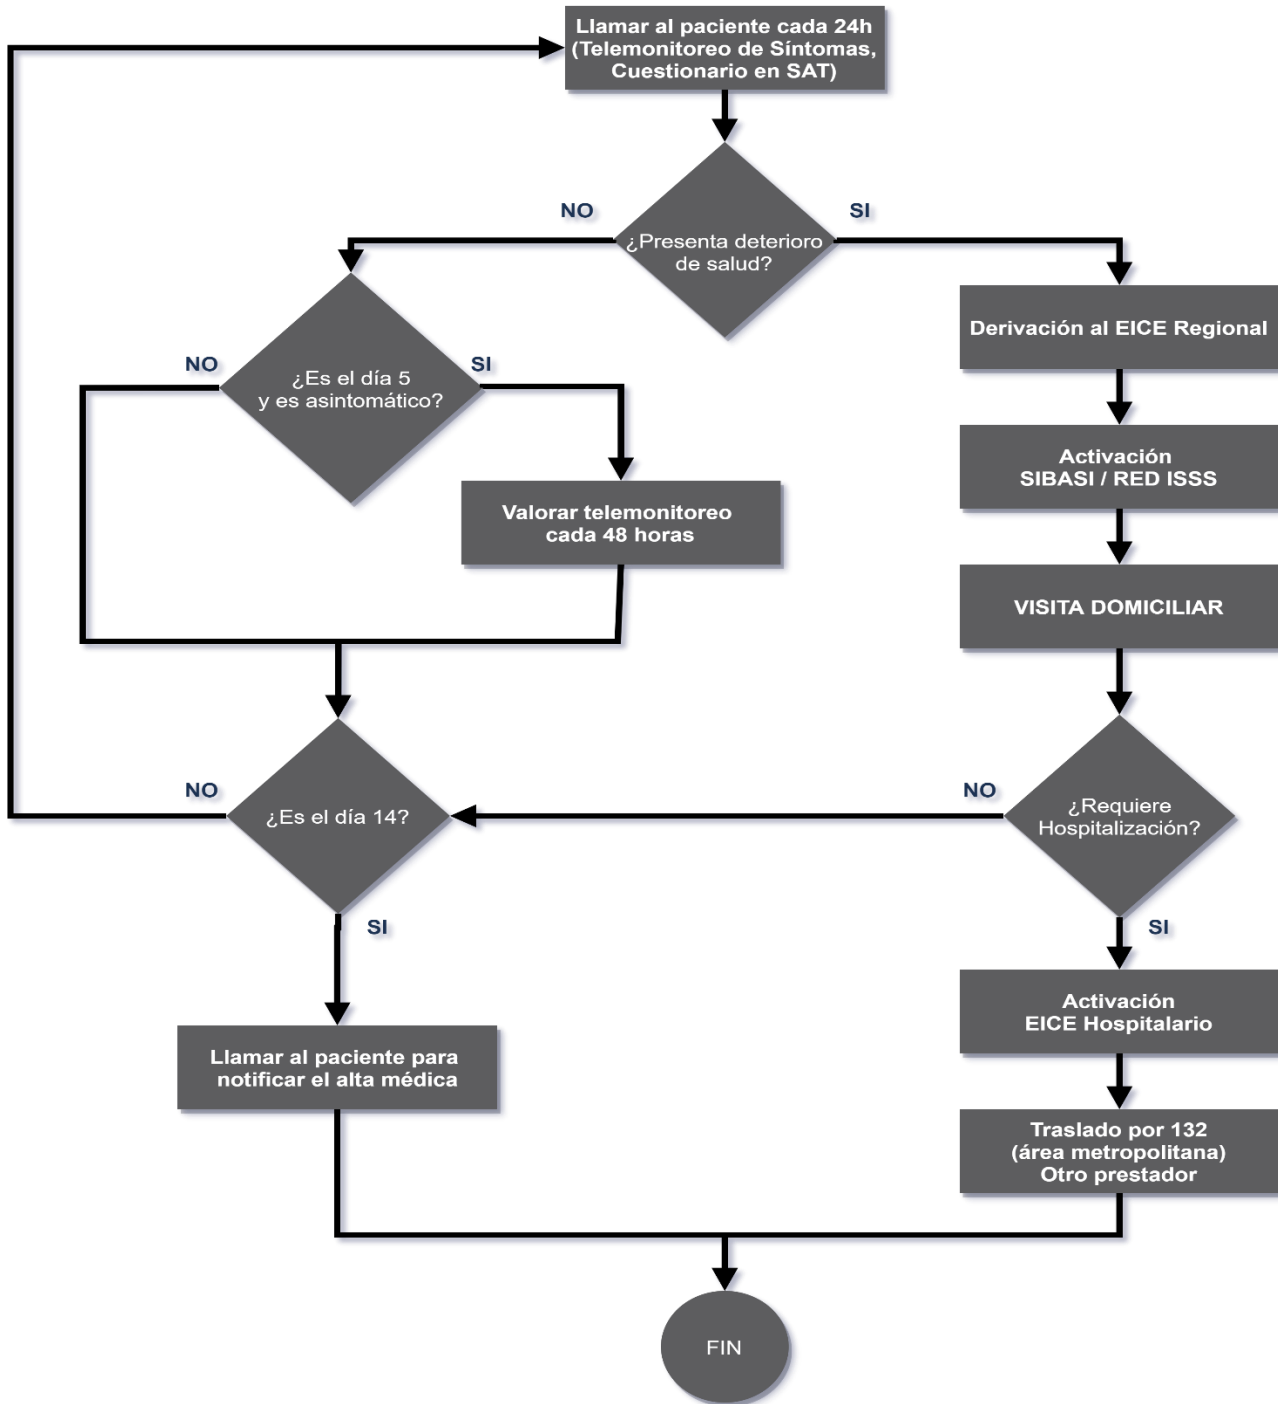 Llamar al paciente cada 24h
(Telemonitoreo de Síntomas,
Cuestionario en SAT)
NO
SI
¿Presenta deterioro
de salud?
Derivación al EICE Regional
NO
SI
¿Es el día 5
y es asintomático?
Activación
SIBASI / RED ISSS
Valorar telemonitoreo
cada 48 horas
VISITA DOMICILIAR
NO
¿Es el día 14?
NO
¿Requiere
Hospitalización?
SI
SI
Activación
EICE Hospitalario
Llamar al paciente para
notificar el alta médica
Traslado por 132
(área metropolitana)
Otro prestador
FIN